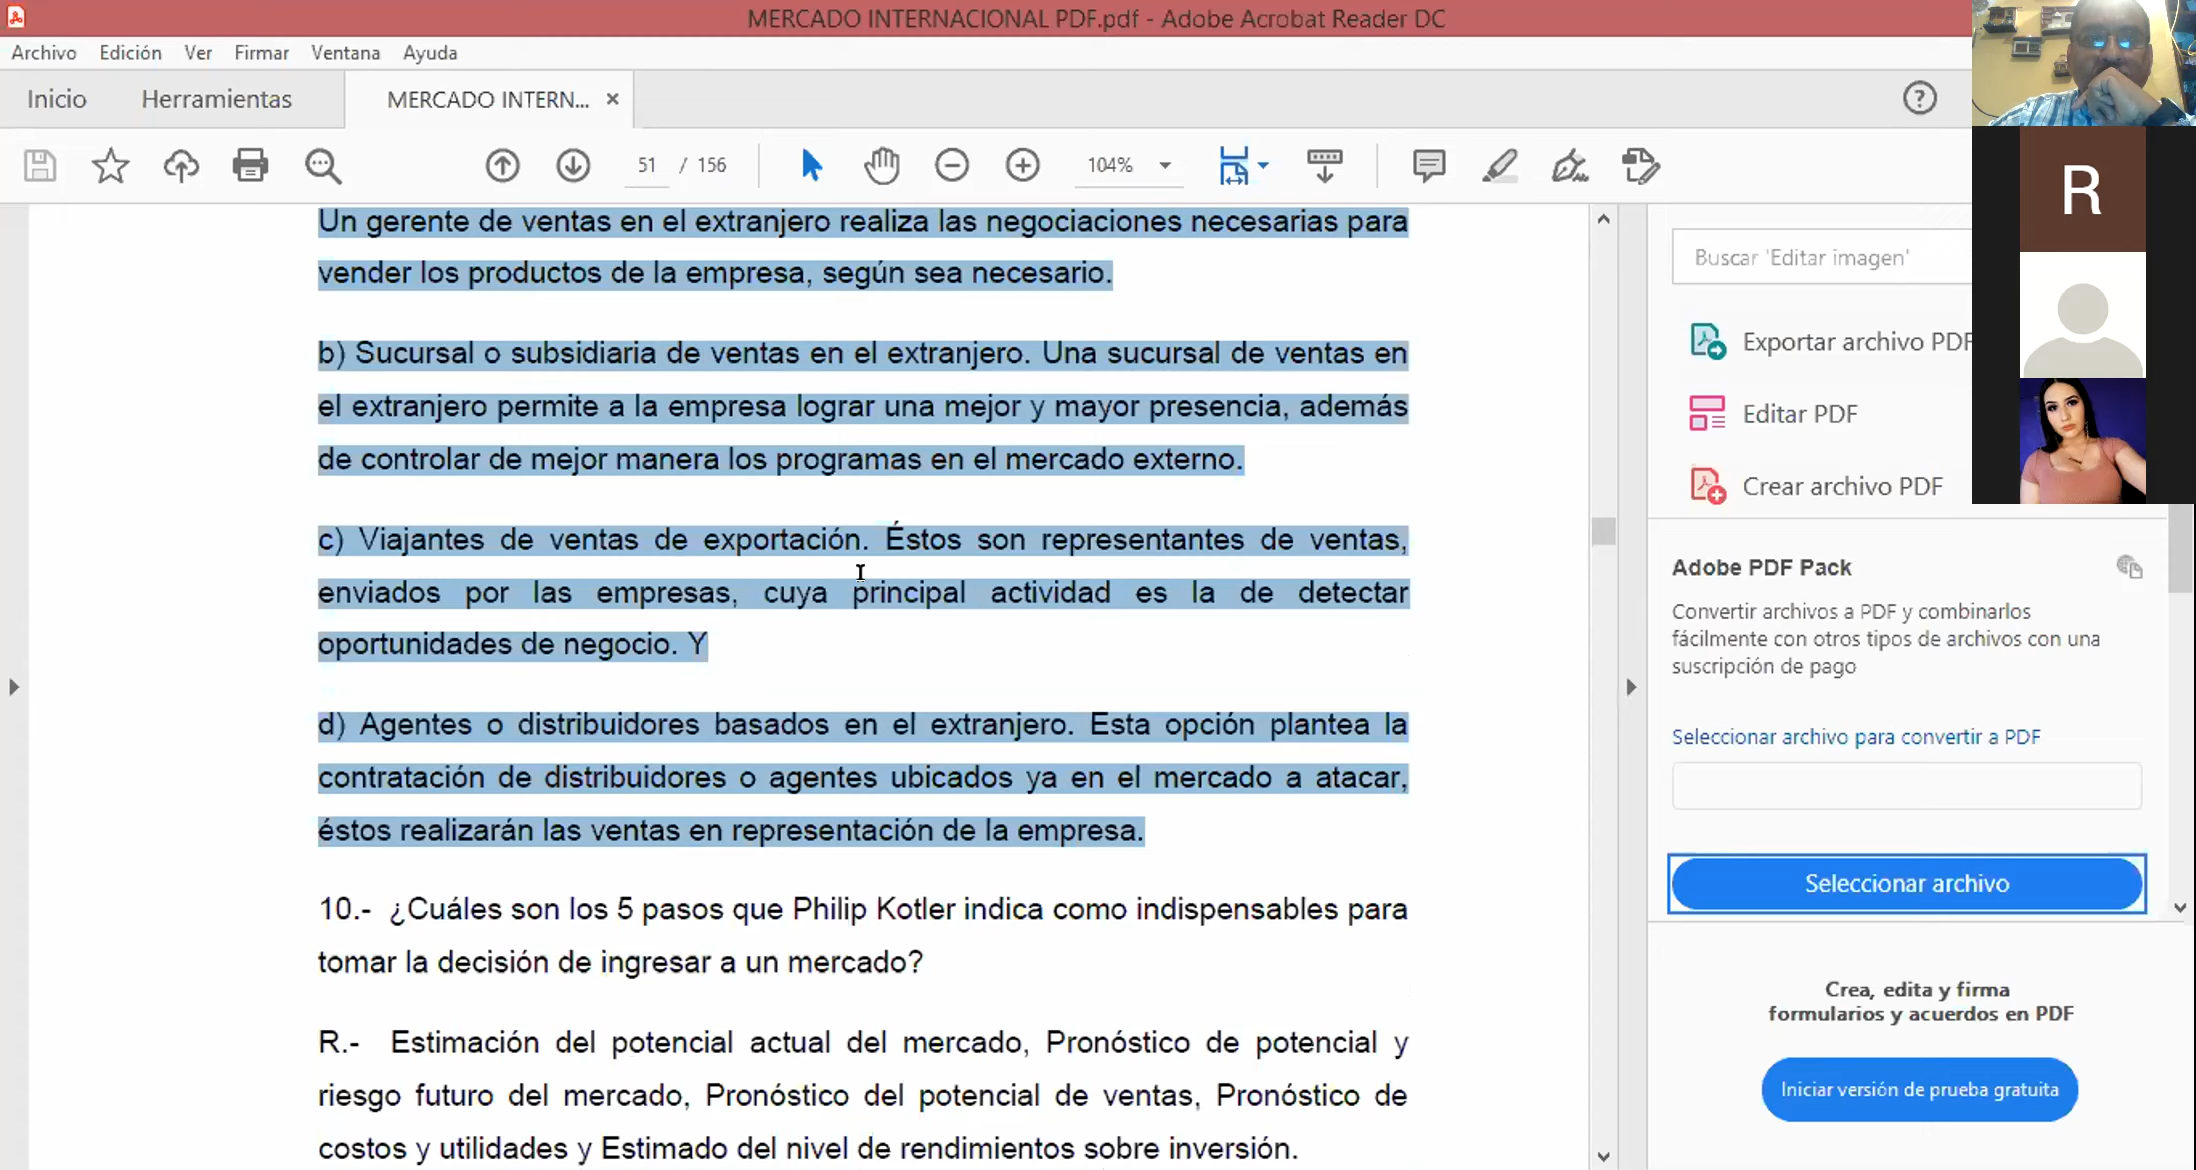 MERCADO INTERNACIONAL PDF.pdf - Adobe Acrobat Reader DC
Archivo Edición Ver Firmar Ventana Ayuda
Inicio Herramientas MERCADO INTERN... ×
51 / 156 104%
Un gerente de ventas en el extranjero realiza las negociaciones necesarias para
vender los productos de la empresa, según sea necesario.
b) Sucursal o subsidiaria de ventas en el extranjero. Una sucursal de ventas en
el extranjero permite a la empresa lograr una mejor y mayor presencia, además
de controlar de mejor manera los programas en el mercado externo.
c) Viajantes de ventas de exportación. Éstos son representantes de ventas,
enviados por las empresas, cuya principal actividad es la de detectar
oportunidades de negocio. Y
d) Agentes o distribuidores basados en el extranjero. Esta opción plantea la
contratación de distribuidores o agentes ubicados ya en el mercado a atacar,
éstos realizarán las ventas en representación de la empresa.
10.- ¿Cuáles son los 5 pasos que Philip Kotler indica como indispensables para
tomar la decisión de ingresar a un mercado?
R.- Estimación del potencial actual del mercado, Pronóstico de potencial y
riesgo futuro del mercado, Pronóstico del potencial de ventas, Pronóstico de
costos y utilidades y Estimado del nivel de rendimientos sobre inversión.
Buscar 'Editar imagen'
Exportar archivo PDF
Editar PDF
Crear archivo PDF
Adobe PDF Pack
Convertir archivos a PDF y combinarlos
fácilmente con otros tipos de archivos con una
suscripción de pago
Seleccionar archivo para convertir a PDF
Seleccionar archivo
Crea, edita y firma
formularios y acuerdos en PDF
Iniciar versión de prueba gratuita
R